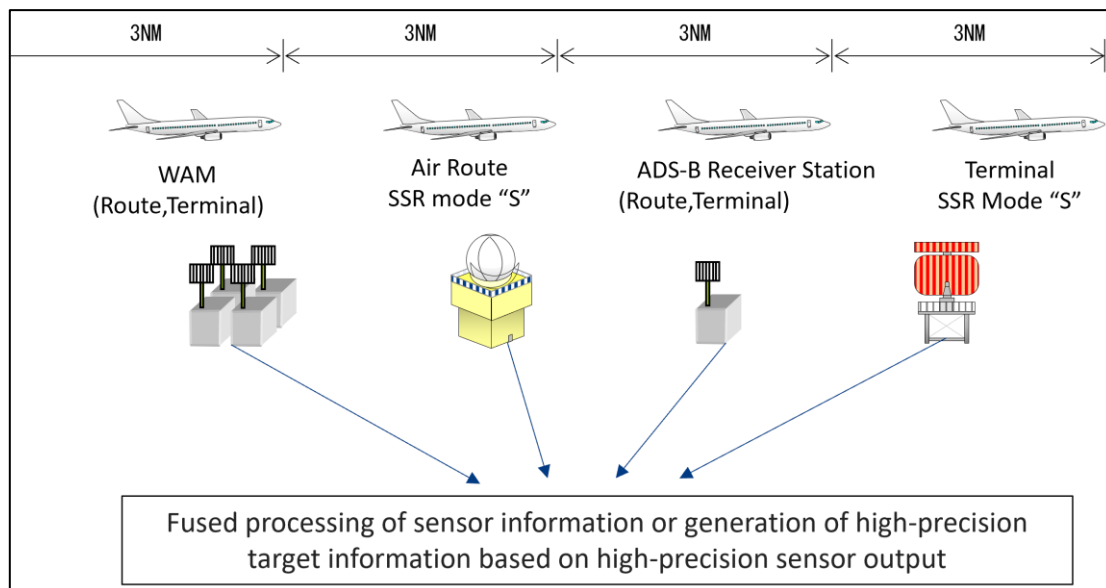 3NM 3NM 3NM 3NM
WAM
(Route,Terminal)
Air Route
SSR mode “S”
ADS-B Receiver Station
(Route,Terminal)
Terminal
SSR Mode “S”
Fused processing of sensor information or generation of high-precision
target information based on high-precision sensor output